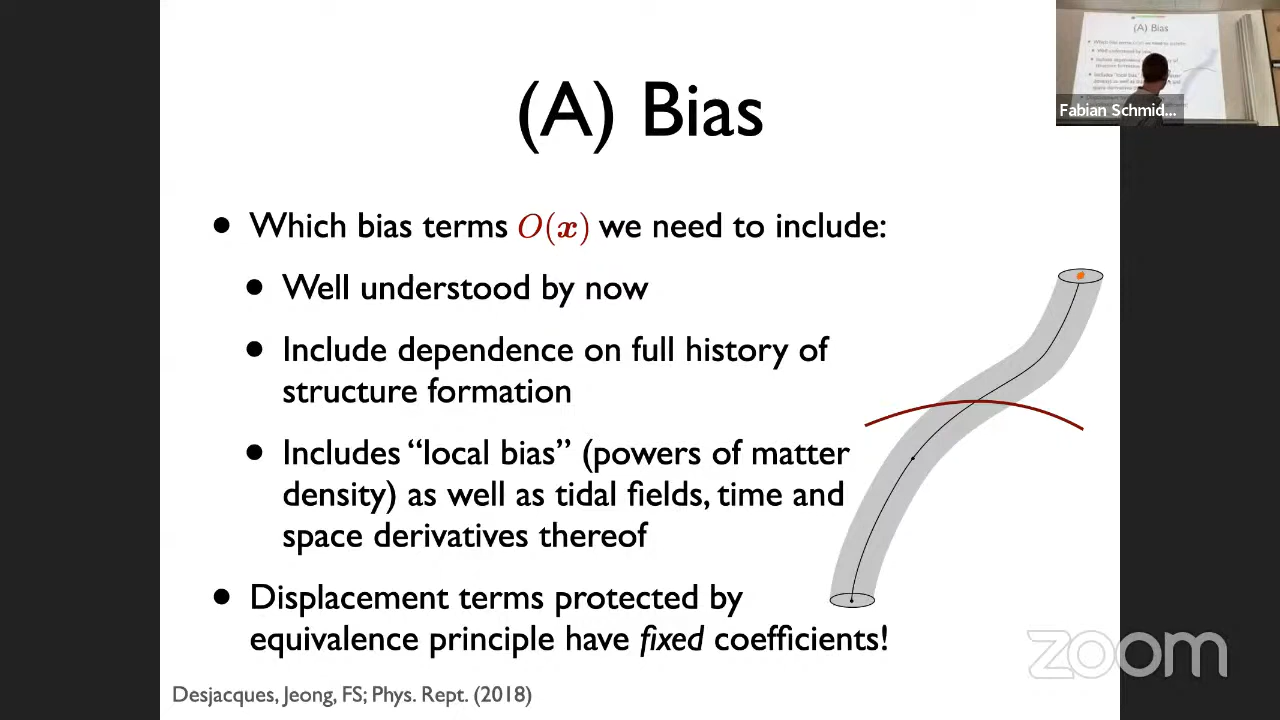 (A) Bias
• Which bias terms O(x) we need to include:
• Well understood by now
• Include dependence on full history of
structure formation
• Includes “local bias” (powers of matter
density) as well as tidal fields, time and
space derivatives thereof
• Displacement terms protected by
equivalence principle have fixed coefficients!
Desjacques, Jeong, FS; Phys. Rept. (2018)
(A) Bias
Fabian Schmid...
zoom